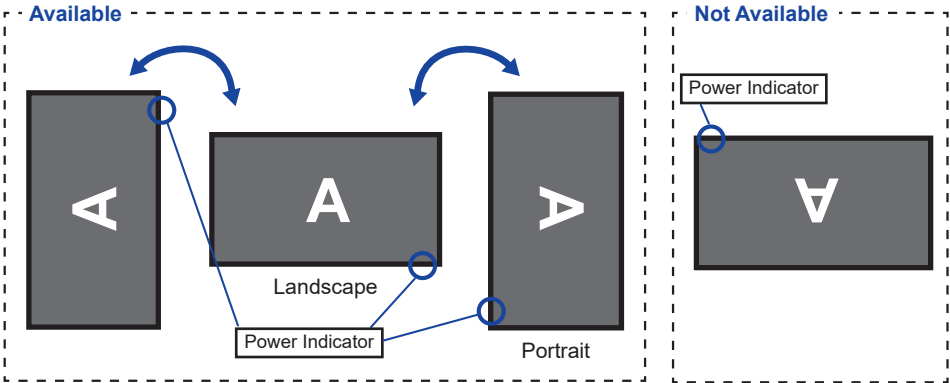 Available
Not Available
Power Indicator
A
A
A
A
Landscape
Power Indicator
Portrait